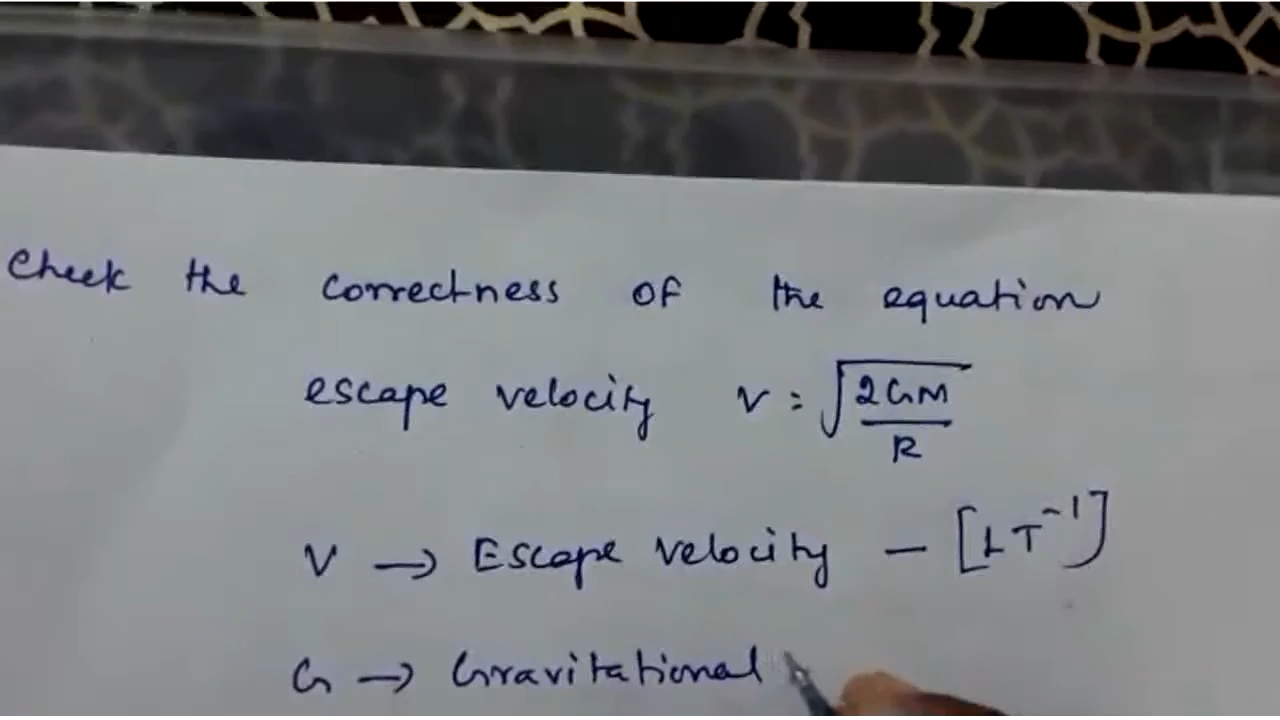 Check the correctness of the equation
escape velocity v = √(2GM/R)
V → Escape velocity — [LT⁻¹]
G → Gravitational